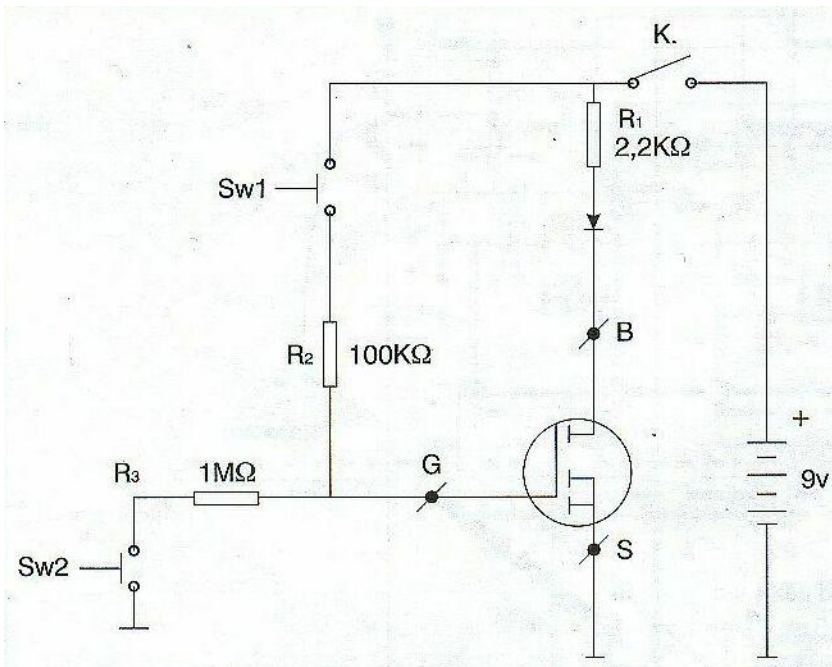 K.
R1
2,2KΩ
Sw1
R2 100KΩ
B
+
9v
R3 1MΩ
G
Sw2
S